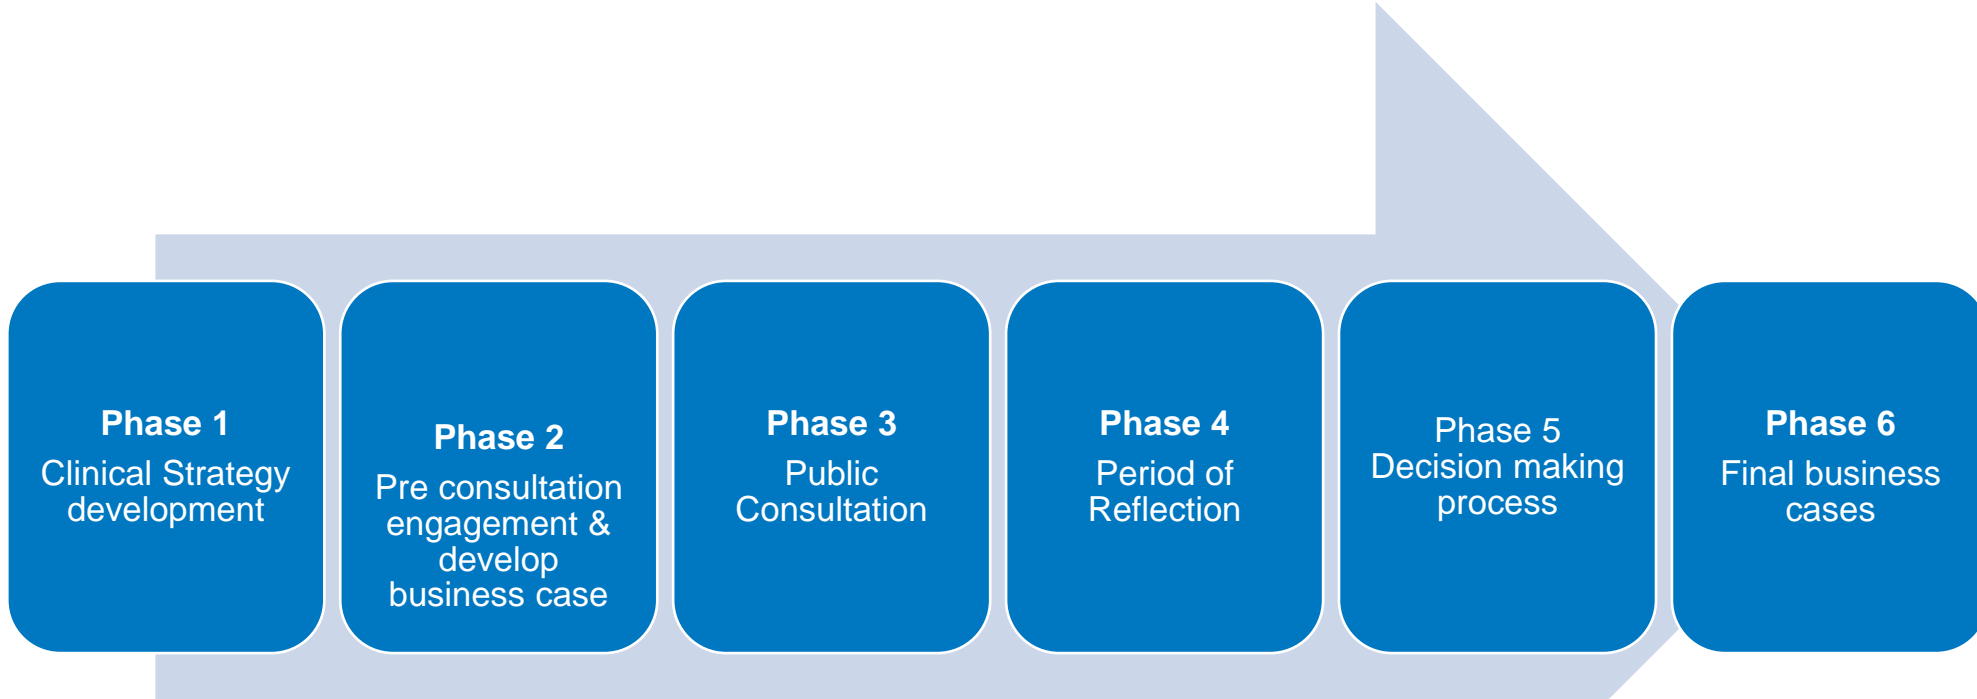 Phase 1
Clinical Strategy
development
Phase 2
Pre consultation
engagement &
develop
business case
Phase 3
Public
Consultation
Phase 4
Period of
Reflection
Phase 5
Decision making
process
Phase 6
Final business
cases